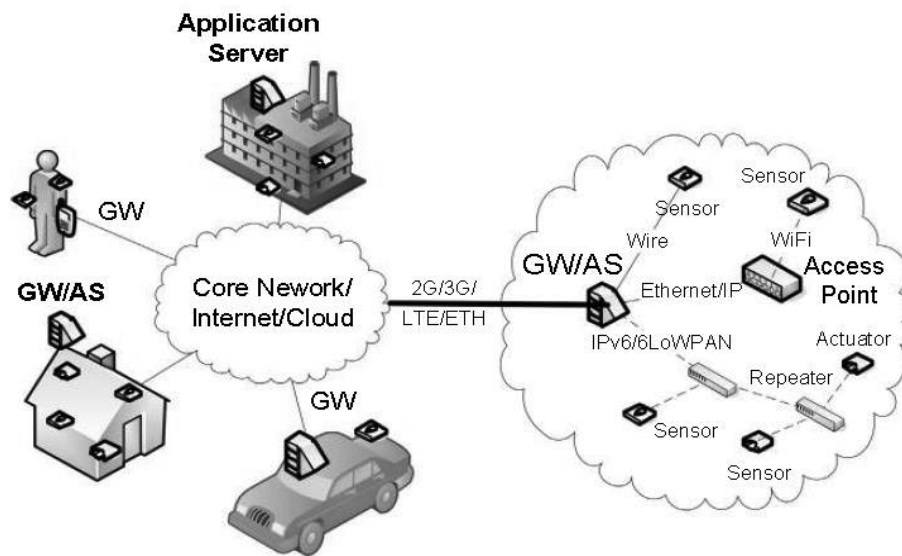 Application
Server
GW
GW/AS
Core Nework/
Internet/Cloud
GW
2G/3G/
LTE/ETH
GW/AS
Sensor
Wire
Sensor
WiFi
Access
Point
Ethernet/IP
IPv6/6LoWPAN
Actuator
Repeater
Sensor
Sensor